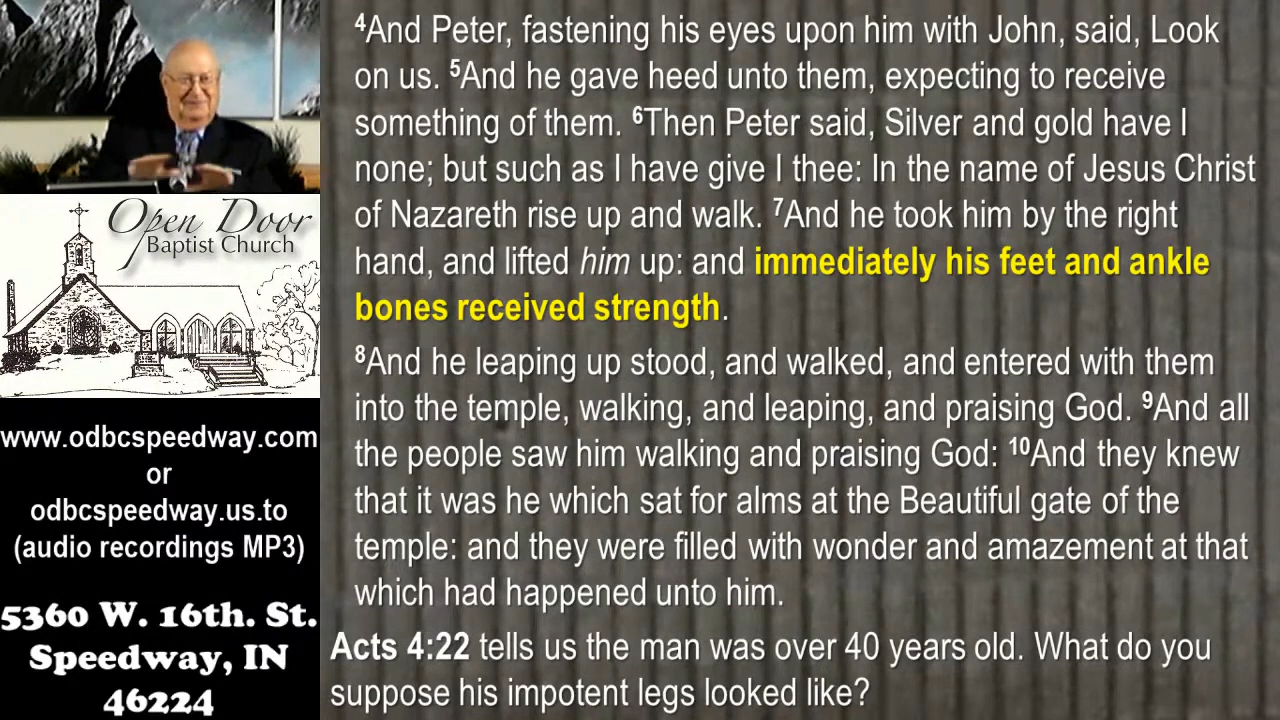 Open Door
Baptist Church
www.odbcspeedway.com
or
odbcspeedway.us.to
(audio recordings MP3)
5360 W. 16th. St.
Speedway, IN
46224
⁴And Peter, fastening his eyes upon him with John, said, Look
on us. ⁵And he gave heed unto them, expecting to receive
something of them. ⁶Then Peter said, Silver and gold have I
none; but such as I have give I thee: In the name of Jesus Christ
of Nazareth rise up and walk. ⁷And he took him by the right
hand, and lifted him up: and immediately his feet and ankle
bones received strength.
⁸And he leaping up stood, and walked, and entered with them
into the temple, walking, and leaping, and praising God. ⁹And all
the people saw him walking and praising God: ¹⁰And they knew
that it was he which sat for alms at the Beautiful gate of the
temple: and they were filled with wonder and amazement at that
which had happened unto him.
Acts 4:22 tells us the man was over 40 years old. What do you
suppose his impotent legs looked like?